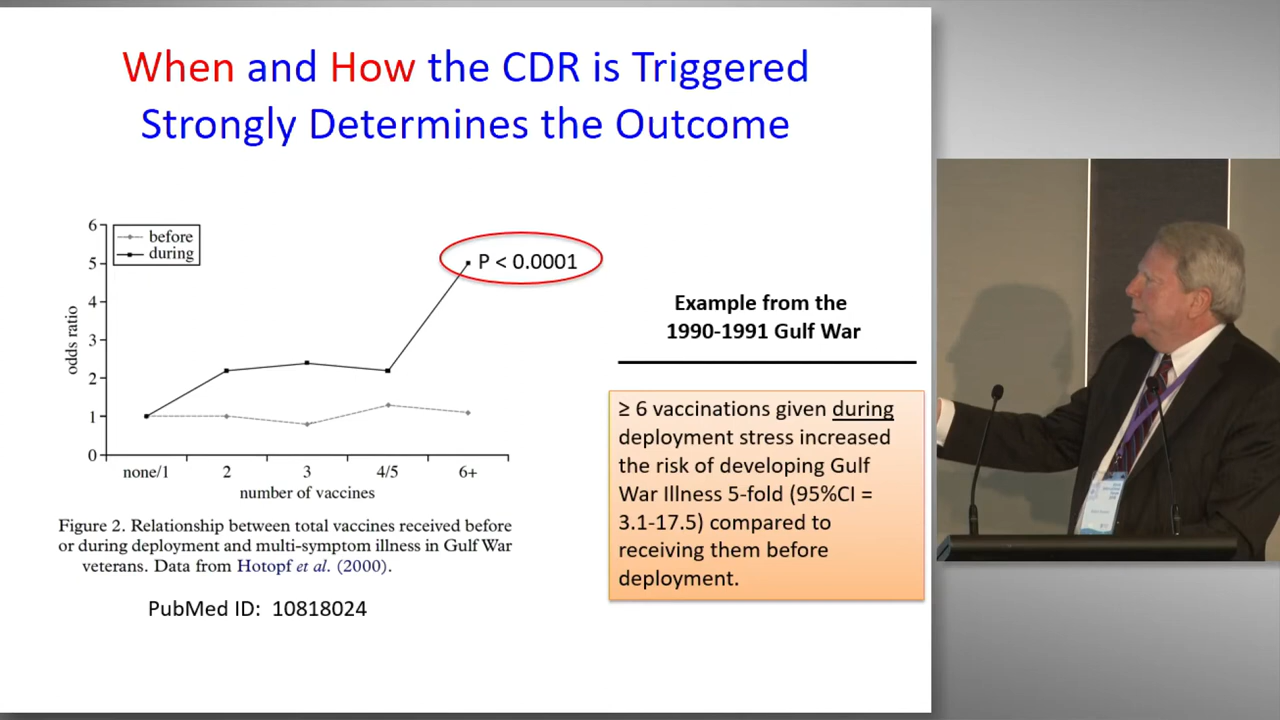 When and How the CDR is Triggered
Strongly Determines the Outcome
6
5
4
3
2
1
0
odds ratio
before
during
P < 0.0001
none/1 2 3 4/5 6+
number of vaccines
Figure 2. Relationship between total vaccines received before
or during deployment and multi-symptom illness in Gulf War
veterans. Data from Hotopf et al. (2000).
PubMed ID: 10818024
Example from the
1990-1991 Gulf War
≥ 6 vaccinations given during
deployment stress increased
the risk of developing Gulf
War Illness 5-fold (95%CI =
3.1-17.5) compared to
receiving them before
deployment.